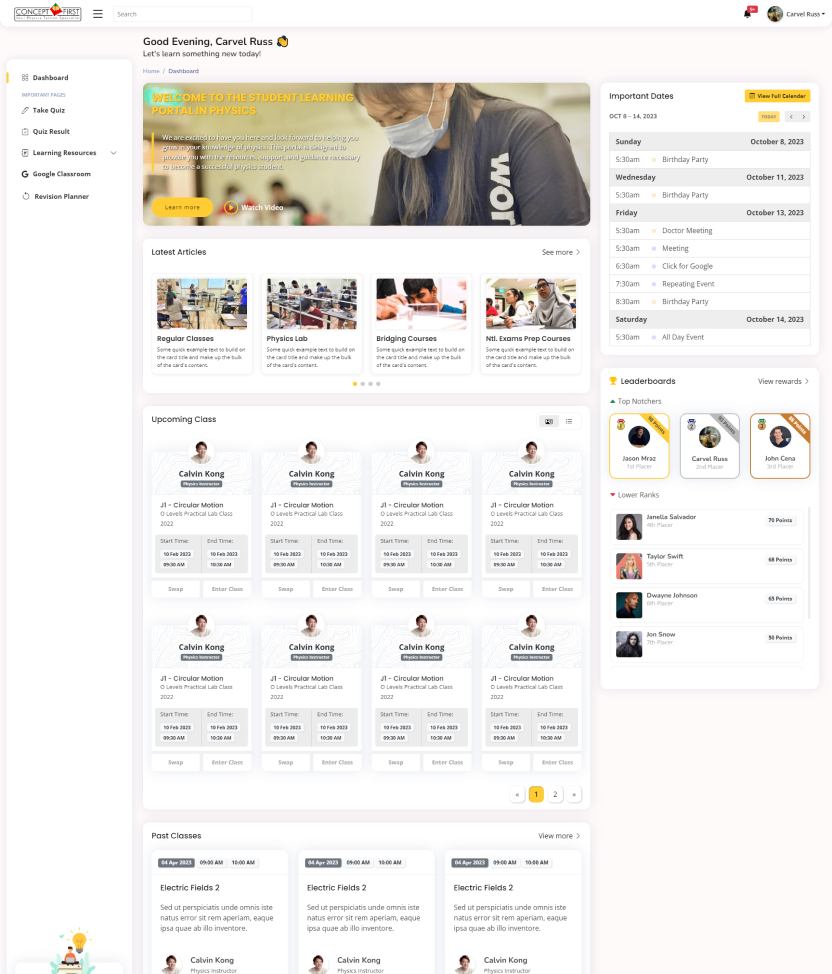 CONCEPT FIRST
Search
9+
Carvel Russ
Good Evening, Carvel Russ
Let's learn something new today!
Home / Dashboard
Dashboard
IMPORTANT PAGES
Take Quiz
Quiz Result
Learning Resources
Google Classroom
Revision Planner
WELCOME TO THE STUDENT LEARNING
PORTAL IN PHYSICS
We are excited to have you here and look forward to helping you
grow in your knowledge of physics. This portal is designed to
provide you with the resources, support, and guidance necessary
to become a successful physics student.
Learn more
Watch Video
WOR
Latest Articles
See more
Regular Classes
Some quick example text to build on
the card title and make up the bulk
of the card's content.
Physics Lab
Some quick example text to build on
the card title and make up the bulk
of the card's content.
Bridging Courses
Some quick example text to build on
the card title and make up the bulk
of the card's content.
Ntl. Exams Prep Courses
Some quick example text to build on
the card title and make up the bulk
of the card's content.
Upcoming Class
Calvin Kong
Physics Instructor
J1 - Circular Motion
O Levels Practical Lab Class
2022
Start Time: End Time:
10 Feb 2023 10 Feb 2023
09:30 AM 10:30 AM
Swap Enter Class
Calvin Kong
Physics Instructor
J1 - Circular Motion
O Levels Practical Lab Class
2022
Start Time: End Time:
10 Feb 2023 10 Feb 2023
09:30 AM 10:30 AM
Swap Enter Class
Calvin Kong
Physics Instructor
J1 - Circular Motion
O Levels Practical Lab Class
2022
Start Time: End Time:
10 Feb 2023 10 Feb 2023
09:30 AM 10:30 AM
Swap Enter Class
Calvin Kong
Physics Instructor
J1 - Circular Motion
O Levels Practical Lab Class
2022
Start Time: End Time:
10 Feb 2023 10 Feb 2023
09:30 AM 10:30 AM
Swap Enter Class
Calvin Kong
Physics Instructor
J1 - Circular Motion
O Levels Practical Lab Class
2022
Start Time: End Time:
10 Feb 2023 10 Feb 2023
09:30 AM 10:30 AM
Swap Enter Class
Calvin Kong
Physics Instructor
J1 - Circular Motion
O Levels Practical Lab Class
2022
Start Time: End Time:
10 Feb 2023 10 Feb 2023
09:30 AM 10:30 AM
Swap Enter Class
Calvin Kong
Physics Instructor
J1 - Circular Motion
O Levels Practical Lab Class
2022
Start Time: End Time:
10 Feb 2023 10 Feb 2023
09:30 AM 10:30 AM
Swap Enter Class
Calvin Kong
Physics Instructor
J1 - Circular Motion
O Levels Practical Lab Class
2022
Start Time: End Time:
10 Feb 2023 10 Feb 2023
09:30 AM 10:30 AM
Swap Enter Class
« 1 2 »
Past Classes
View more
04 Apr 2023 09:00 AM 10:00 AM
Electric Fields 2
Sed ut perspiciatis unde omnis iste
natus error sit rem aperiam, eaque
ipsa quae ab illo inventore.
Calvin Kong
Physics Instructor
04 Apr 2023 09:00 AM 10:00 AM
Electric Fields 2
Sed ut perspiciatis unde omnis iste
natus error sit rem aperiam, eaque
ipsa quae ab illo inventore.
Calvin Kong
Physics Instructor
04 Apr 2023 09:00 AM 10:00 AM
Electric Fields 2
Sed ut perspiciatis unde omnis iste
natus error sit rem aperiam, eaque
ipsa quae ab illo inventore.
Calvin Kong
Physics Instructor
Important Dates
View Full Calendar
OCT 8 – 14, 2023
TODAY
Sunday October 8, 2023
5:30am Birthday Party
Wednesday October 11, 2023
5:30am Birthday Party
Friday October 13, 2023
5:30am Doctor Meeting
5:30am Meeting
6:30am Click for Google
7:30am Repeating Event
8:30am Birthday Party
Saturday October 14, 2023
5:30am All Day Event
Leaderboards
View rewards
Top Notchers
Points
Jason Mraz
1st Placer
Points
Carvel Russ
2nd Placer
Points
John Cena
3rd Placer
Lower Ranks
Janella Salvador
4th Placer
70 Points
Taylor Swift
5th Placer
68 Points
Dwayne Johnson
6th Placer
65 Points
Jon Snow
7th Placer
50 Points